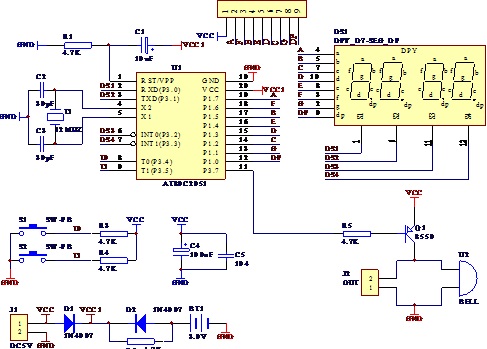 1 2 3 4 5 6 7 8 9
VCC
DS1
DPY_D7-SEG_DP
DPY
A 4
B 5
C 7
D 10
E 8
F 3
G 2
DP 9
a b c d e f g dp
DS1
DS2
DS3
DS4
GND R1 4.7K
C1 10uF VCC1
U1
1 RST/VPP GND 10 GND
DS1 2 RXD(P3.0) VCC 20 VCC1
DS2 3 TXD(P3.1) P1.7 19 A
4 X2 P1.6 18 F
5 X1 P1.5 17 B
P1.4 16 E
DS3 6 INT0(P3.2) P1.3 15 D
DS4 7 INT1(P3.3) P1.2 14 C
P1.1 13 G
T0 8 T0(P3.4) P1.0 12 DP
T1 9 T1(P3.5) P3.7 11
AT89C2051
C2
30pF
12MHZ
C3
30pF
GND
S1 SW-PB T0 R3 4.7K VCC
S2 SW-PB T1 R4 4.7K
GND
VCC
C4 100uF
C5 104
GND
VCC
R5 4.7K
Q1
8550
J2
OUT
2
1
U2
BELL
GND
J1
1
2
DC5V
VCC
GND
D1
1N4007
VCC1
D2
1N4007
BT1
3.0V
GND